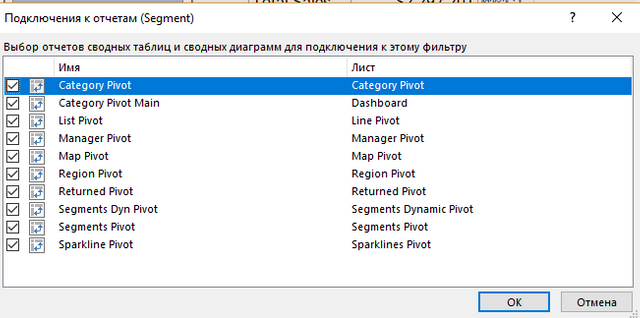 Total Sales
Подключения к отчетам (Segment) ? ×
Выбор отчетов сводных таблиц и сводных диаграмм для подключения к этому фильтру
Имя Лист
Category Pivot Category Pivot
Category Pivot Main Dashboard
List Pivot Line Pivot
Manager Pivot Manager Pivot
Map Pivot Map Pivot
Region Pivot Region Pivot
Returned Pivot Returned Pivot
Segments Dyn Pivot Segments Dynamic Pivot
Segments Pivot Segments Pivot
Sparkline Pivot Sparklines Pivot
ОК Отмена